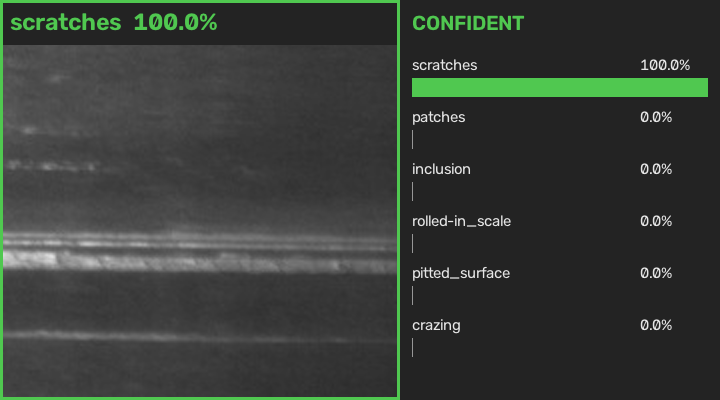 scratches 100.0%
CONFIDENT
scratches 100.0%
patches 0.0%
inclusion 0.0%
rolled-in_scale 0.0%
pitted_surface 0.0%
crazing 0.0%